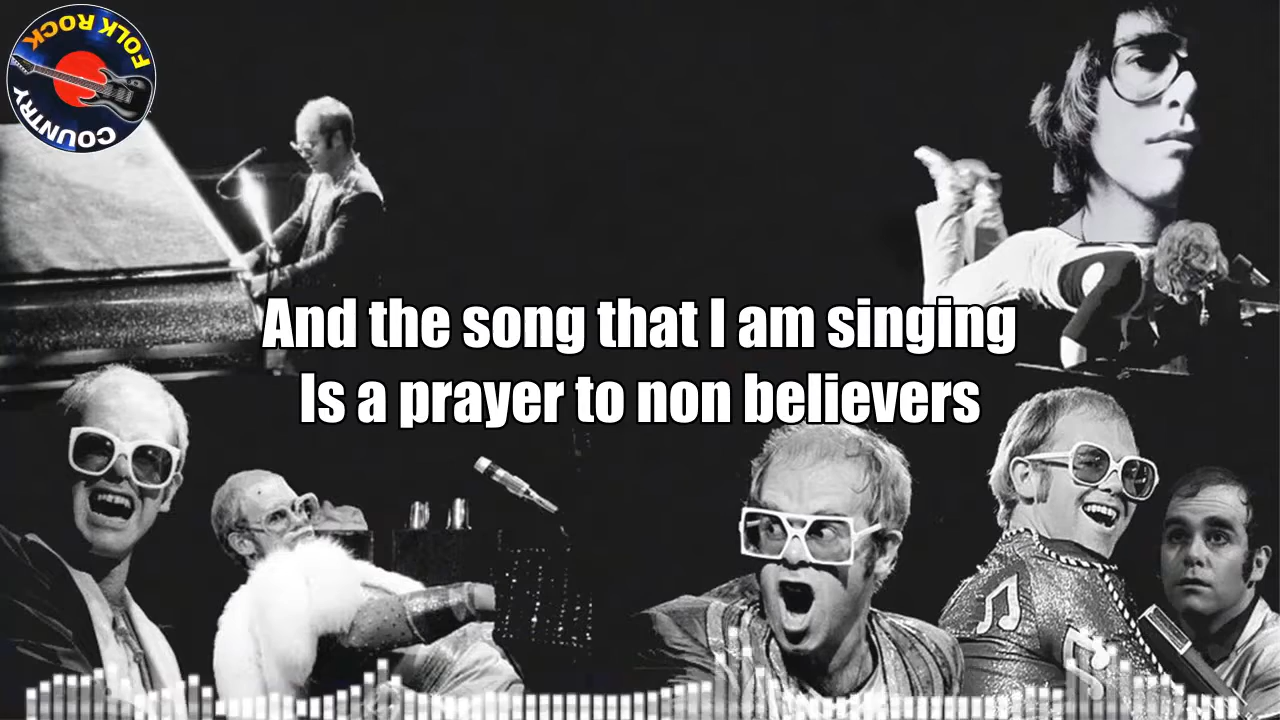 FOLK ROCK
COUNTRY
And the song that I am singing
Is a prayer to non believers